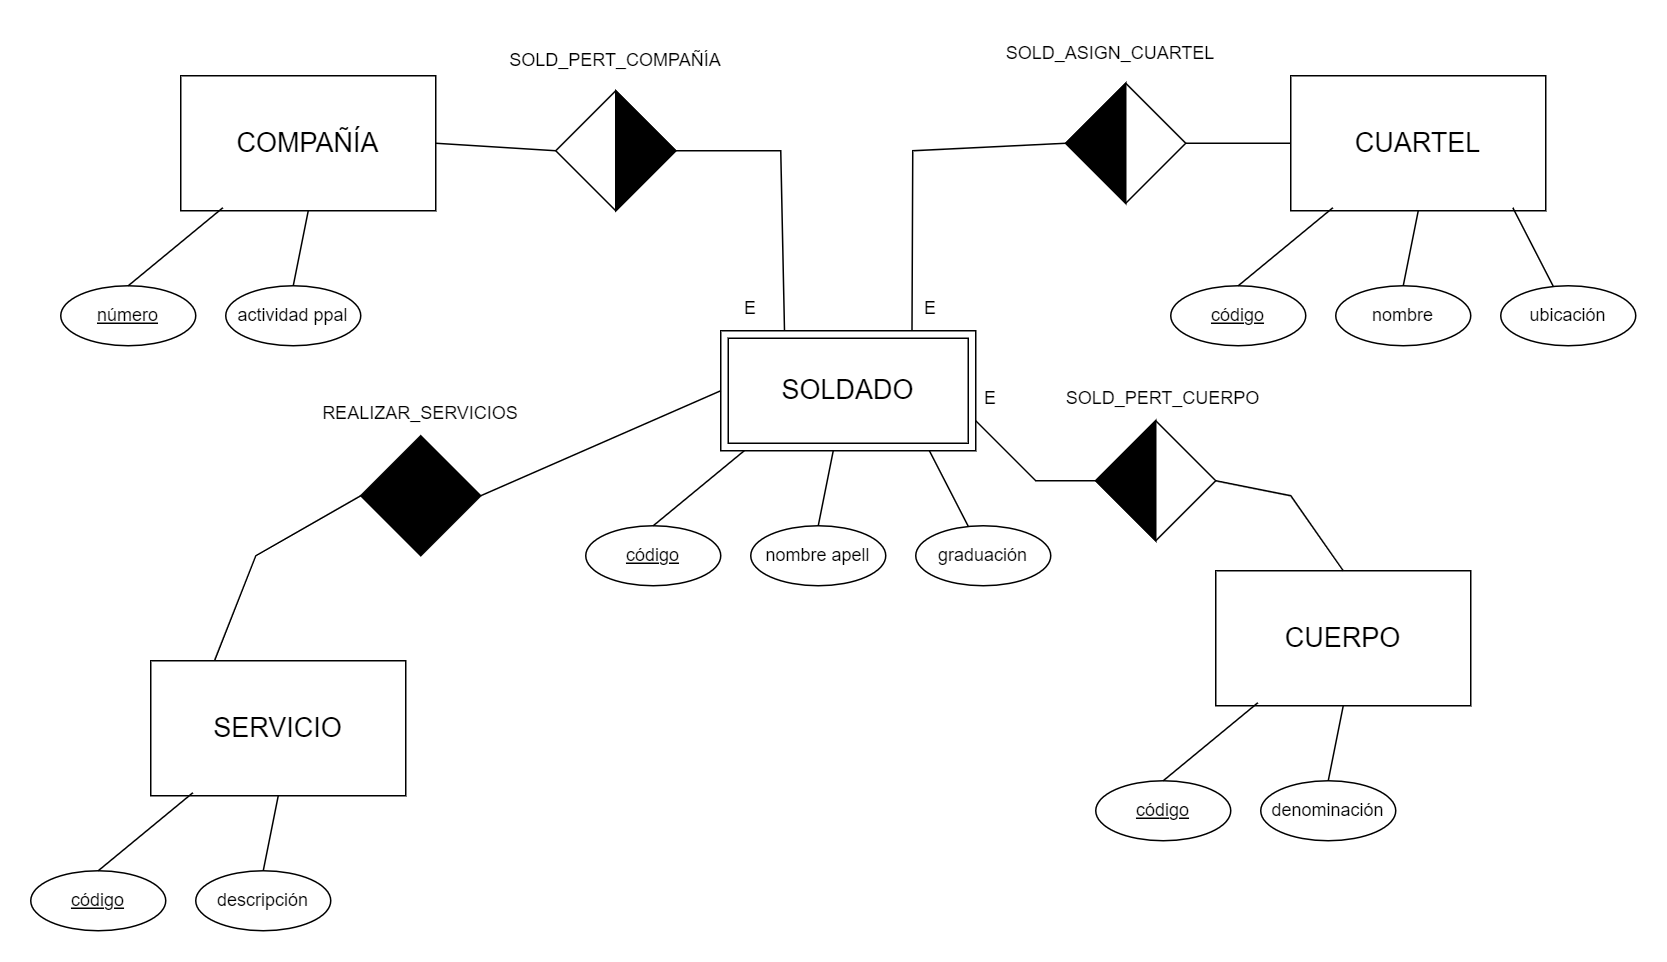 SOLD_PERT_COMPAÑÍA
SOLD_ASIGN_CUARTEL
COMPAÑÍA
CUARTEL
número
actividad ppal
código
nombre
ubicación
E
E
SOLDADO
E
SOLD_PERT_CUERPO
REALIZAR_SERVICIOS
código
nombre apell
graduación
CUERPO
SERVICIO
código
denominación
código
descripción